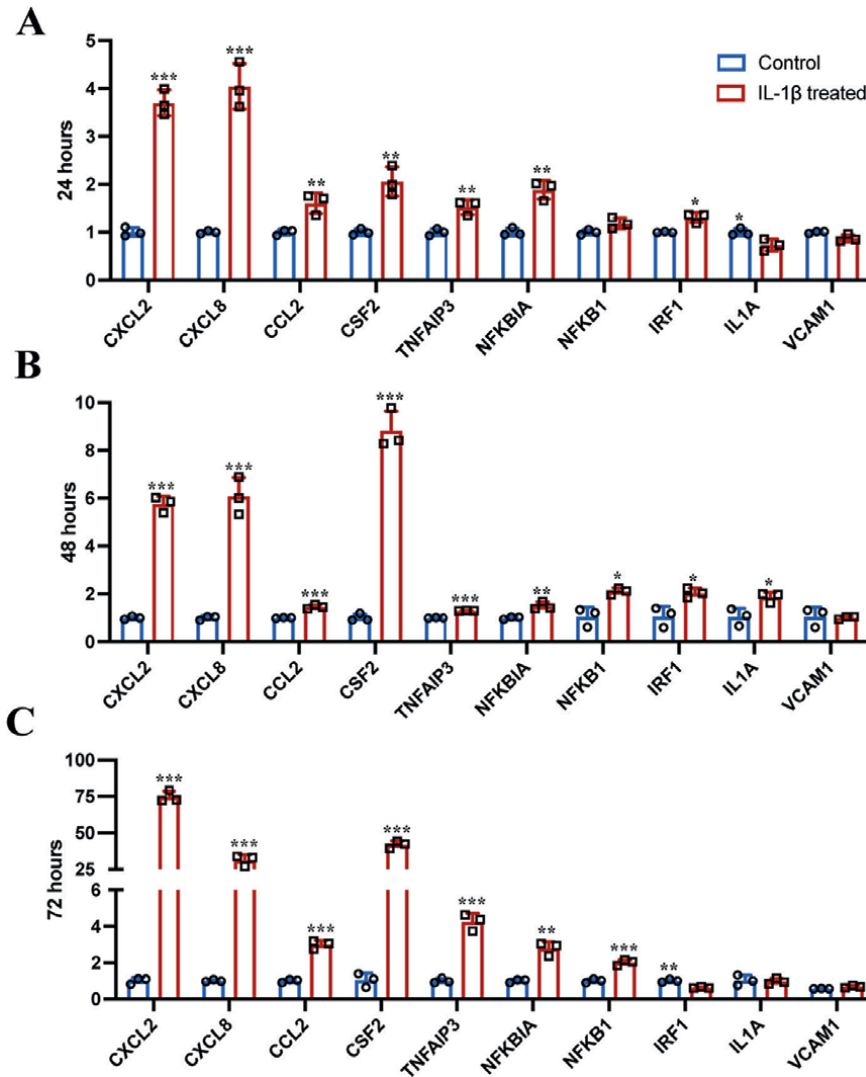 A
5
4
3
2
1
0
24 hours
Control
IL-1β treated
*** *** ** ** ** ** * *
CXCL2 CXCL8 CCL2 CSF2 TNFAIP3 NFKBIA NFKB1 IRF1 IL1A VCAM1
B
10
8
6
4
2
0
48 hours
*** *** *** *** *** ** * * *
CXCL2 CXCL8 CCL2 CSF2 TNFAIP3 NFKBIA NFKB1 IRF1 IL1A VCAM1
C
100
75
50
25
6
4
2
0
72 hours
*** *** *** *** *** ** *** **
CXCL2 CXCL8 CCL2 CSF2 TNFAIP3 NFKBIA NFKB1 IRF1 IL1A VCAM1